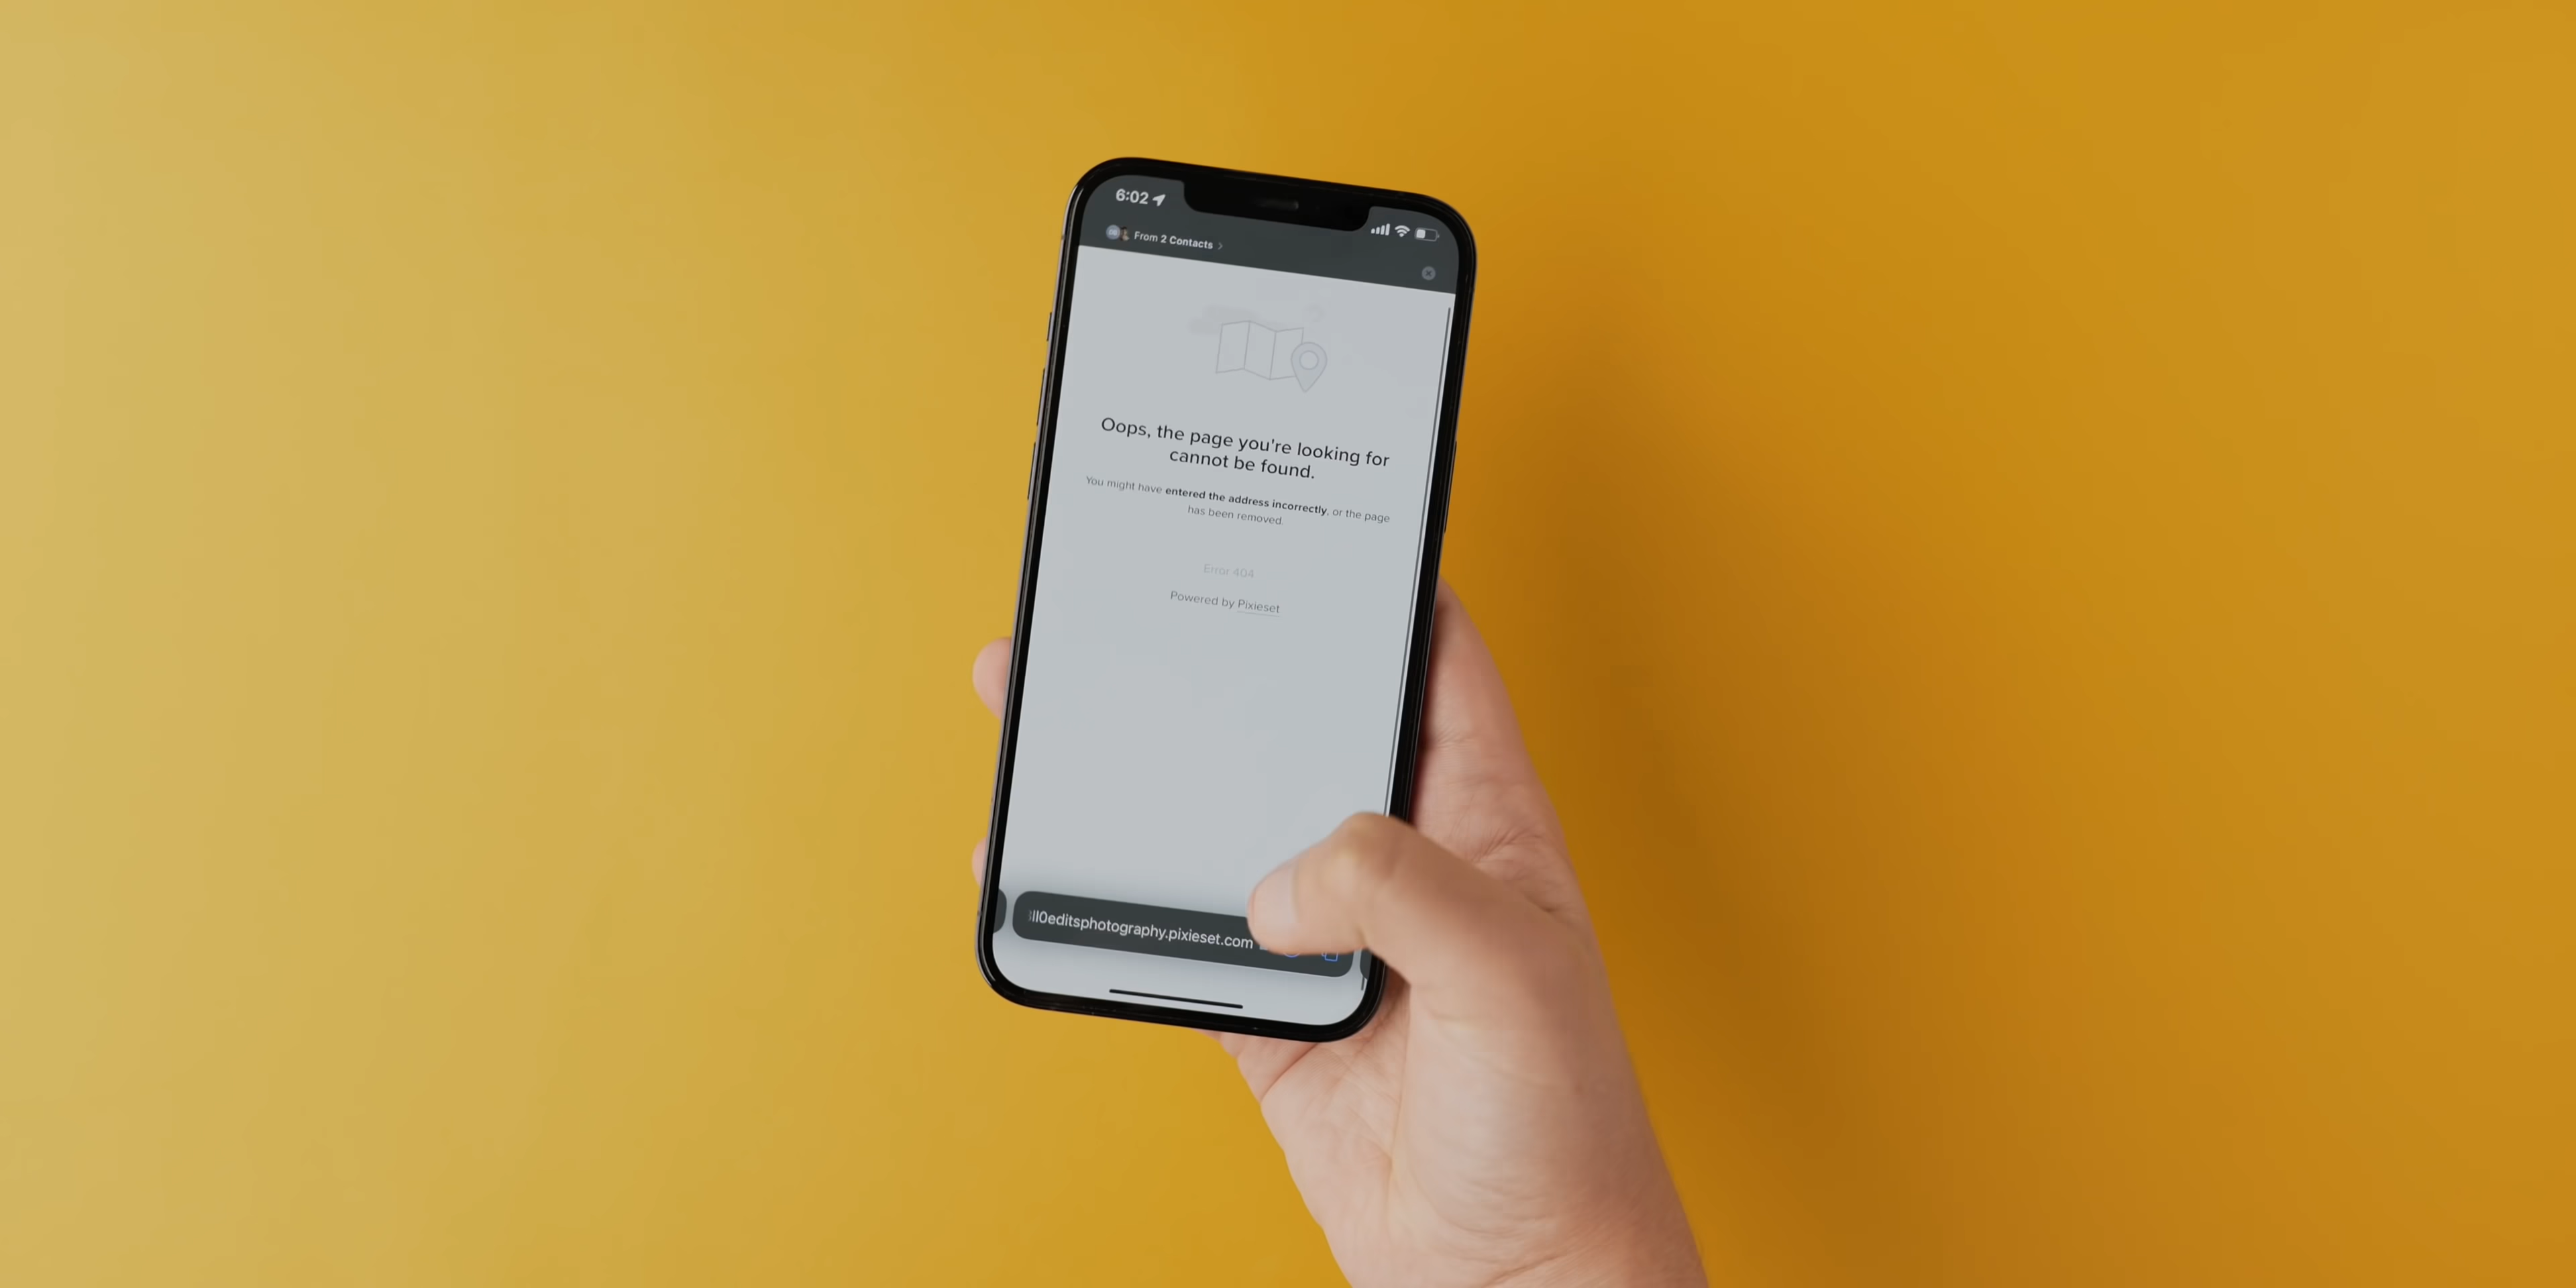 6:02
From 2 Contacts
Oops, the page you're looking for
cannot be found.
You might have entered the address incorrectly, or the page
has been removed.
Error 404
Powered by Pixieset
ll0editsphotography.pixieset.com